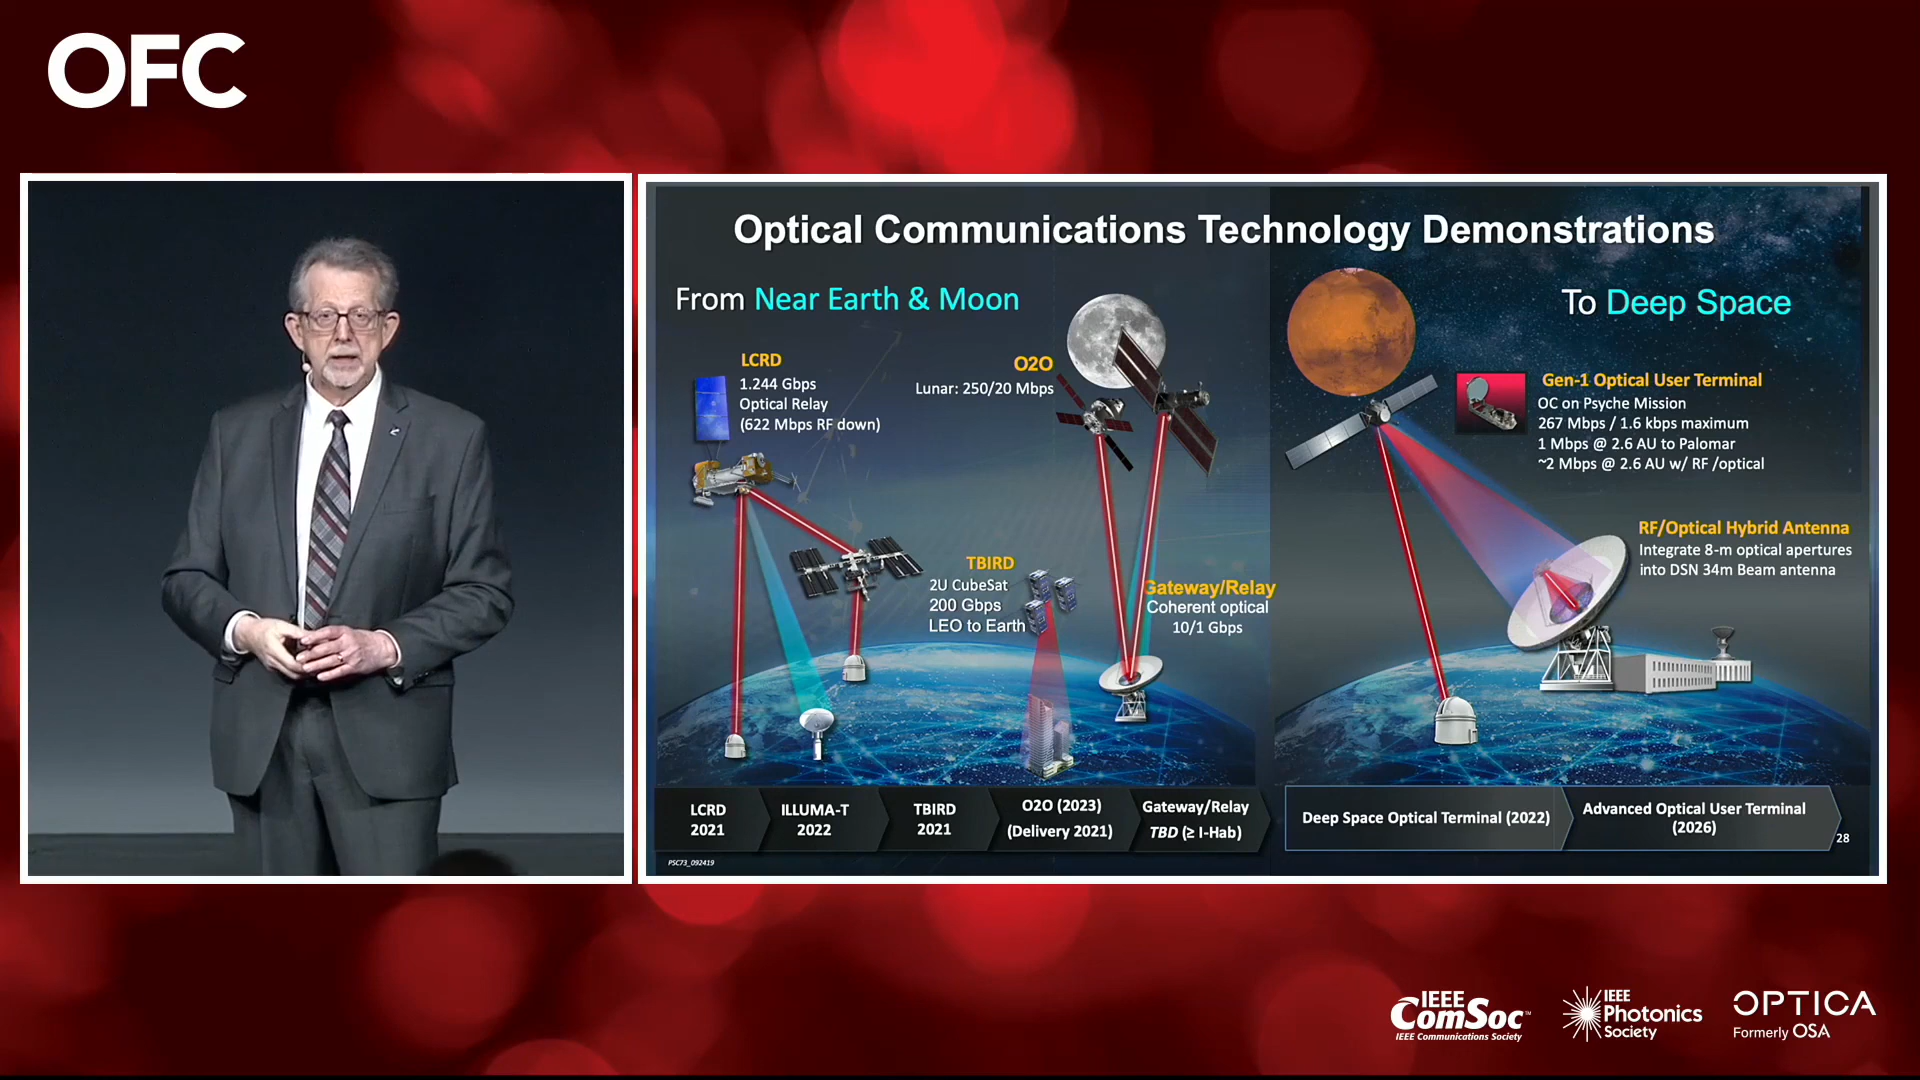 OFC
Optical Communications Technology Demonstrations
From Near Earth & Moon
To Deep Space
LCRD
1.244 Gbps
Optical Relay
(622 Mbps RF down)
O2O
Lunar: 250/20 Mbps
TBIRD
2U CubeSat
200 Gbps
LEO to Earth
Gateway/Relay
Coherent optical
10/1 Gbps
Gen-1 Optical User Terminal
OC on Psyche Mission
267 Mbps / 1.6 kbps maximum
1 Mbps @ 2.6 AU to Palomar
~2 Mbps @ 2.6 AU w/ RF /optical
RF/Optical Hybrid Antenna
Integrate 8-m optical apertures
into DSN 34m Beam antenna
LCRD
2021
ILLUMA-T
2022
TBIRD
2021
O2O (2023)
(Delivery 2021)
Gateway/Relay
TBD (≥ I-Hab)
Deep Space Optical Terminal (2022)
Advanced Optical User Terminal
(2026)
28
PSC73_092419
IEEE
ComSoc™
IEEE Communications Society
IEEE
Photonics
Society
OPTICA
Formerly OSA